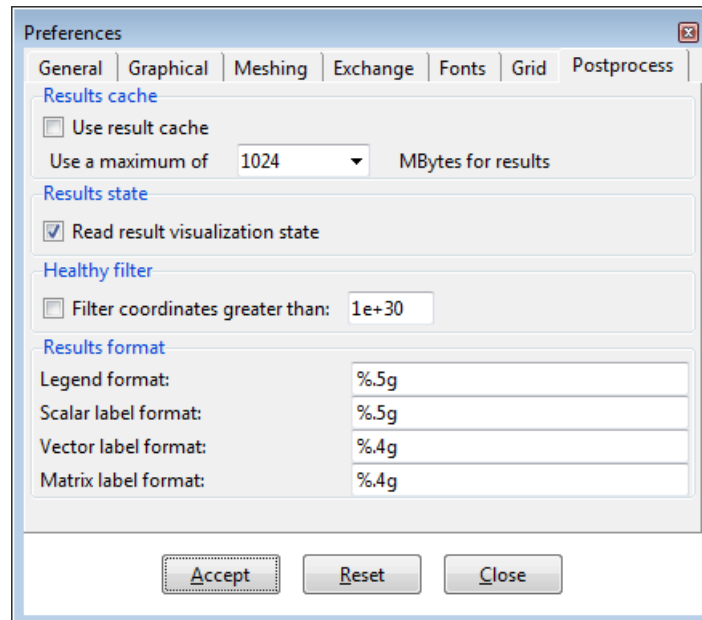 Preferences
General Graphical Meshing Exchange Fonts Grid Postprocess
Results cache
Use result cache
Use a maximum of 1024 MBytes for results
Results state
Read result visualization state
Healthy filter
Filter coordinates greater than: 1e+30
Results format
Legend format: %.5g
Scalar label format: %.5g
Vector label format: %.4g
Matrix label format: %.4g
Accept Reset Close